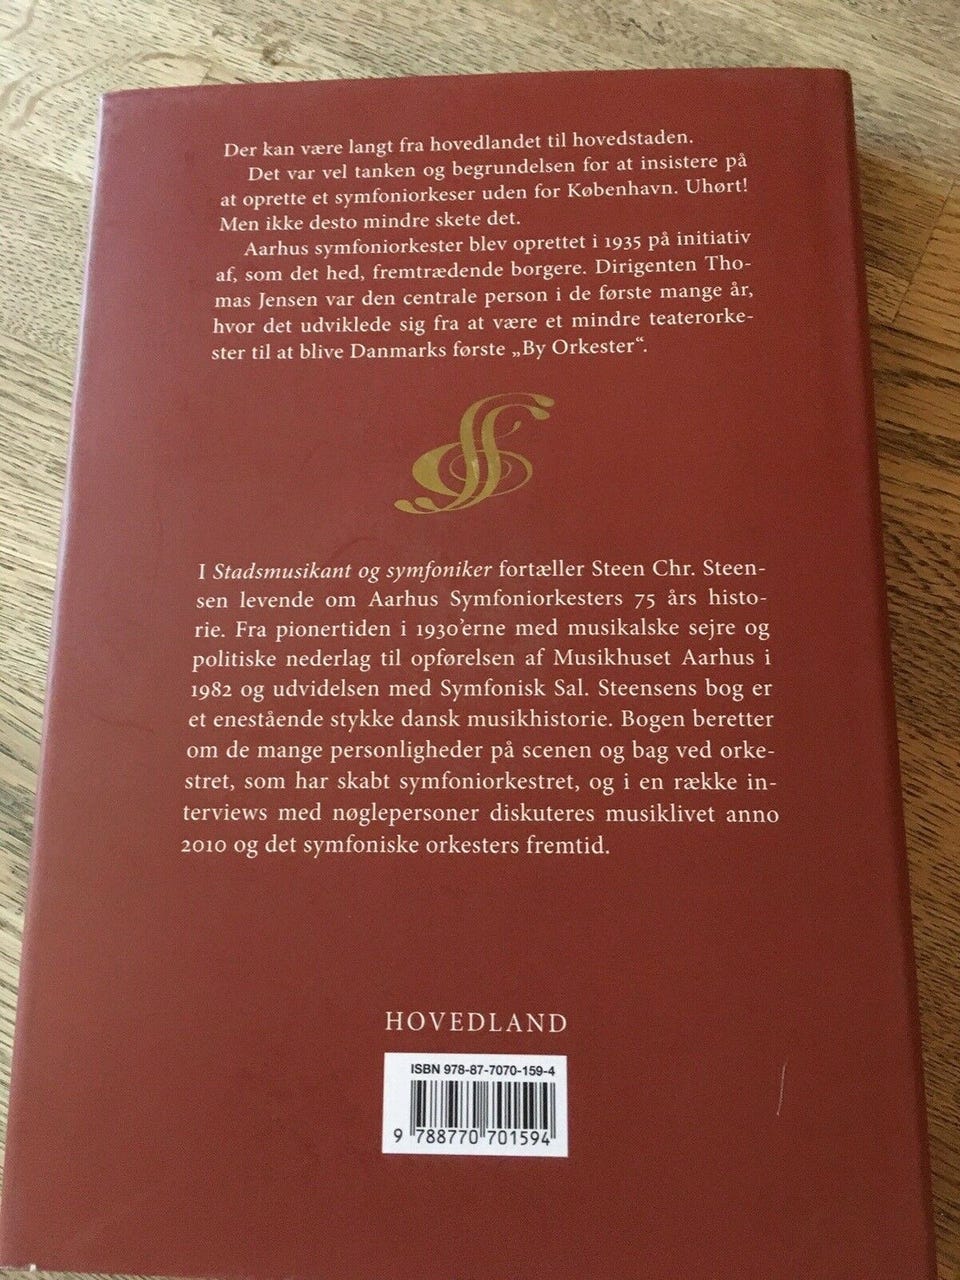 Der kan være langt fra hovedlandet til hovedstaden.
Det var vel tanken og begrundelsen for at insistere på
at oprette et symfoniorkeser uden for København. Uhørt!
Men ikke desto mindre skete det.
Aarhus symfoniorkester blev oprettet i 1935 på initiativ
af, som det hed, fremtrædende borgere. Dirigenten Tho-
mas Jensen var den centrale person i de første mange år,
hvor det udviklede sig fra at være et mindre teaterorke-
ster til at blive Danmarks første „By Orkester“.
I Stadsmusikant og symfoniker fortæller Steen Chr. Steen-
sen levende om Aarhus Symfoniorkesters 75 års histo-
rie. Fra pionertiden i 1930’erne med musikalske sejre og
politiske nederlag til opførelsen af Musikhuset Aarhus i
1982 og udvidelsen med Symfonisk Sal. Steensens bog er
et enestående stykke dansk musikhistorie. Bogen beretter
om de mange personligheder på scenen og bag ved orke-
stret, som har skabt symfoniorkestret, og i en række in-
terviews med nøglepersoner diskuteres musiklivet anno
2010 og det symfoniske orkesters fremtid.
HOVEDLAND
ISBN 978-87-7070-159-4
9 788770 701594